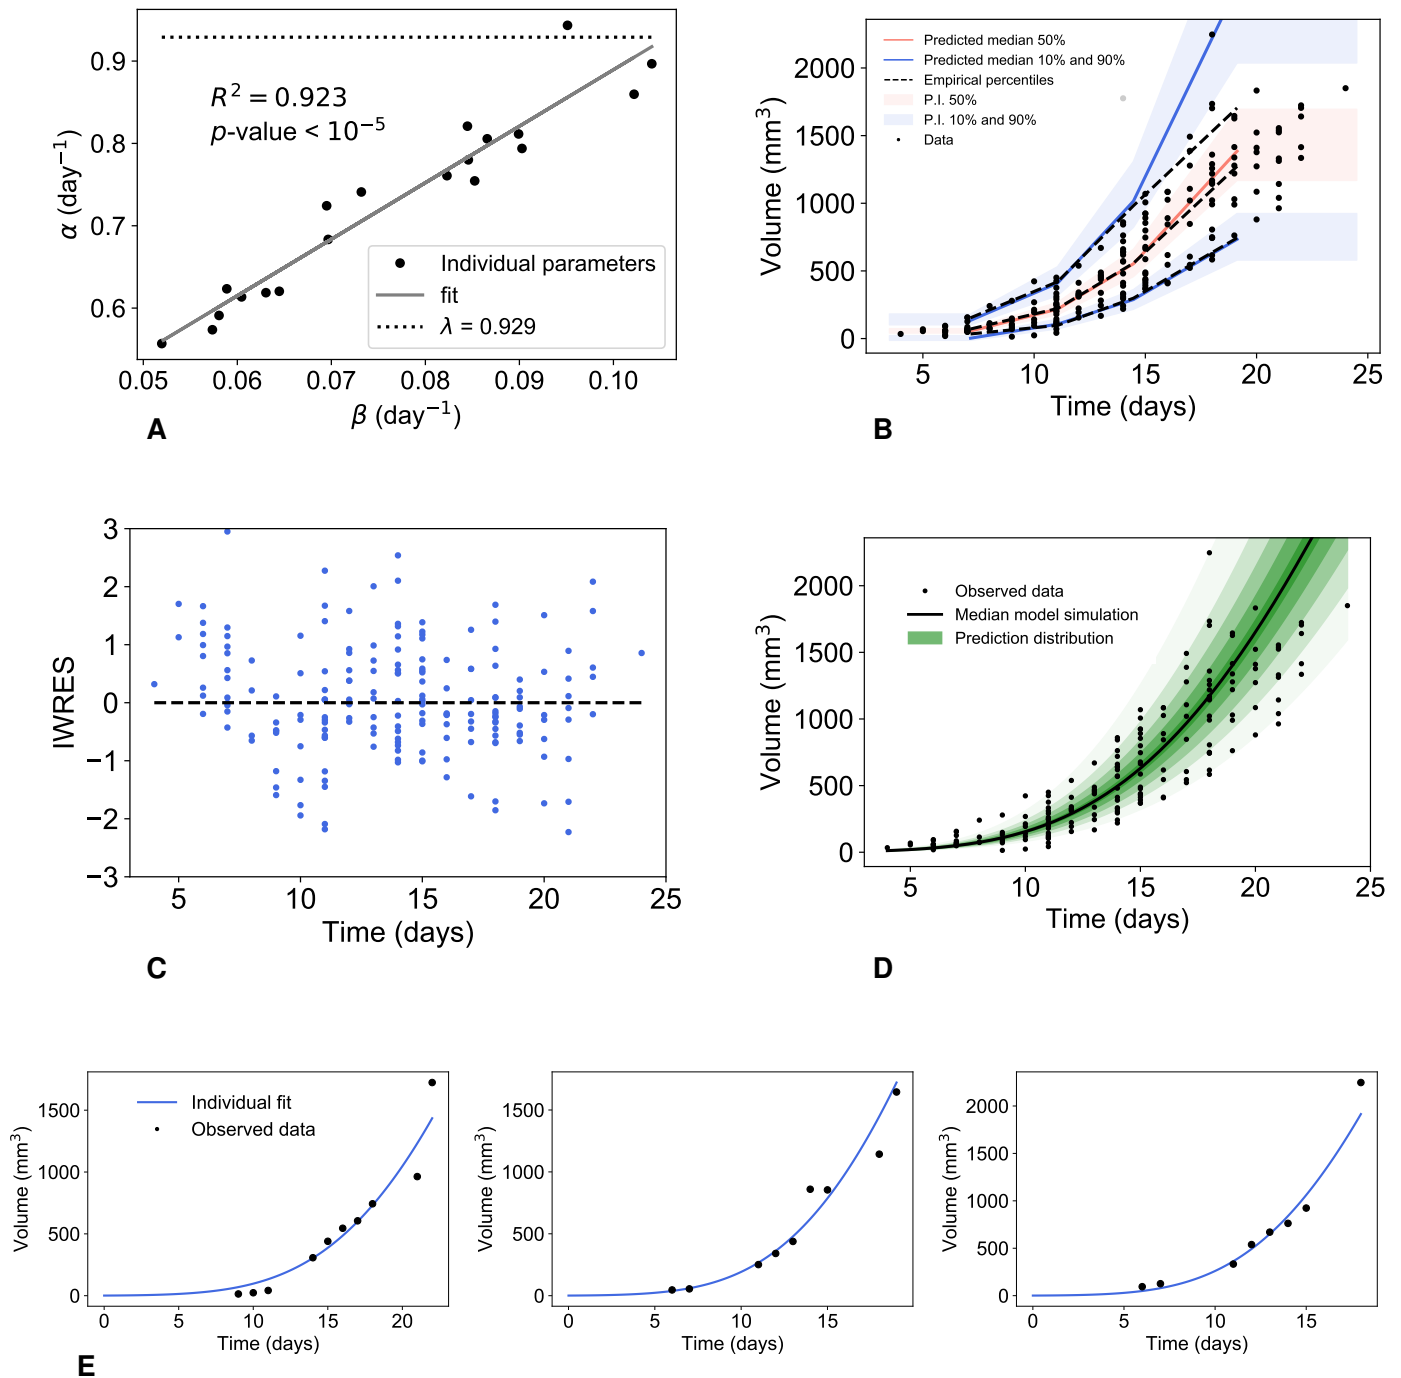 0.9
0.8
0.7
0.6
α (day⁻¹)
R² = 0.923
p-value < 10⁻⁵
Individual parameters
fit
λ = 0.929
0.05 0.06 0.07 0.08 0.09 0.10
β (day⁻¹)
A
2000
1500
1000
500
0
Volume (mm³)
Predicted median 50%
Predicted median 10% and 90%
Empirical percentiles
P.I. 50%
P.I. 10% and 90%
Data
5 10 15 20 25
Time (days)
B
3
2
1
0
−1
−2
−3
IWRES
5 10 15 20 25
Time (days)
C
2000
1500
1000
500
0
Volume (mm³)
Observed data
Median model simulation
Prediction distribution
5 10 15 20 25
Time (days)
D
1500
1000
500
0
Volume (mm³)
Individual fit
Observed data
0 5 10 15 20
Time (days)
1500
1000
500
0
Volume (mm³)
0 5 10 15
Time (days)
2000
1500
1000
500
0
Volume (mm³)
0 5 10 15
Time (days)
E